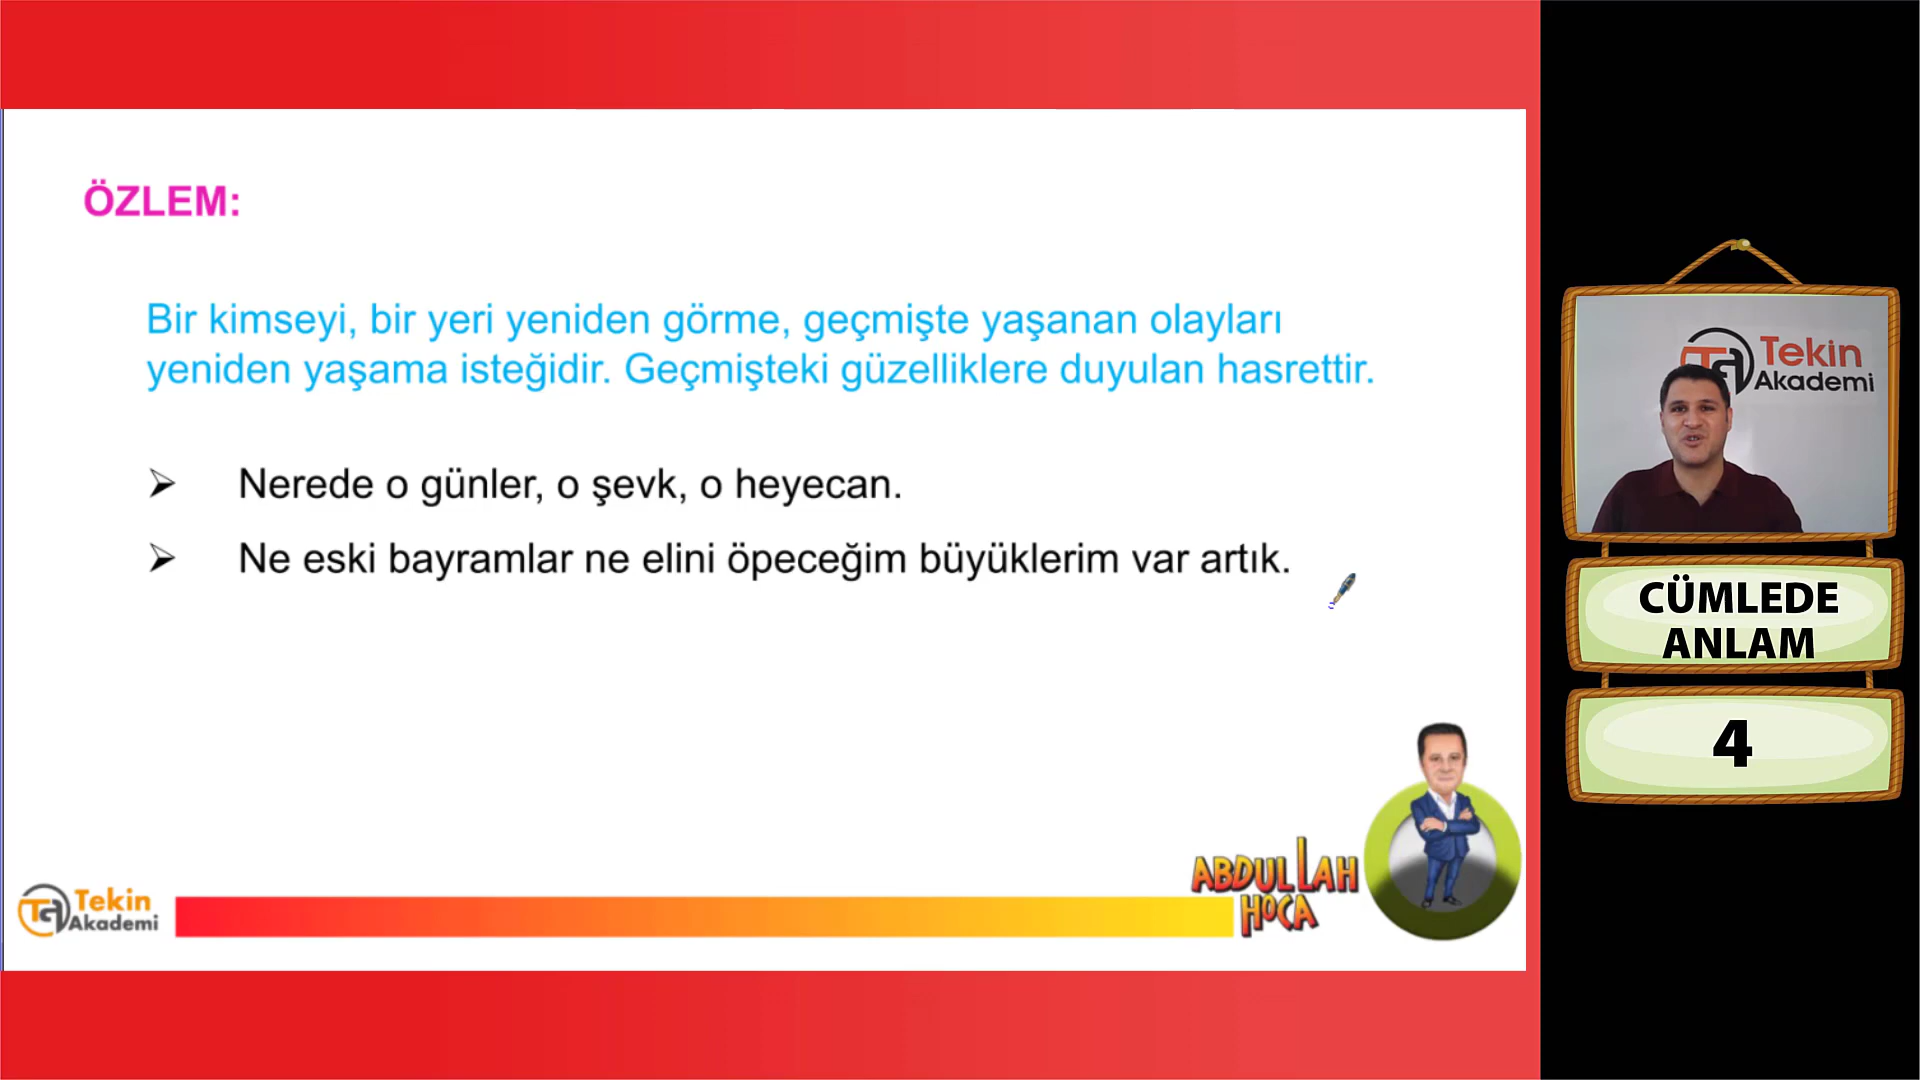 ÖZLEM:
Bir kimseyi, bir yeri yeniden görme, geçmişte yaşanan olayları
yeniden yaşama isteğidir. Geçmişteki güzelliklere duyulan hasrettir.
➢ Nerede o günler, o şevk, o heyecan.
➢ Ne eski bayramlar ne elini öpeceğim büyüklerim var artık.
Tekin
Akademi
ABDULLAH
HOCA
Tekin
Akademi
CÜMLEDE
ANLAM
4